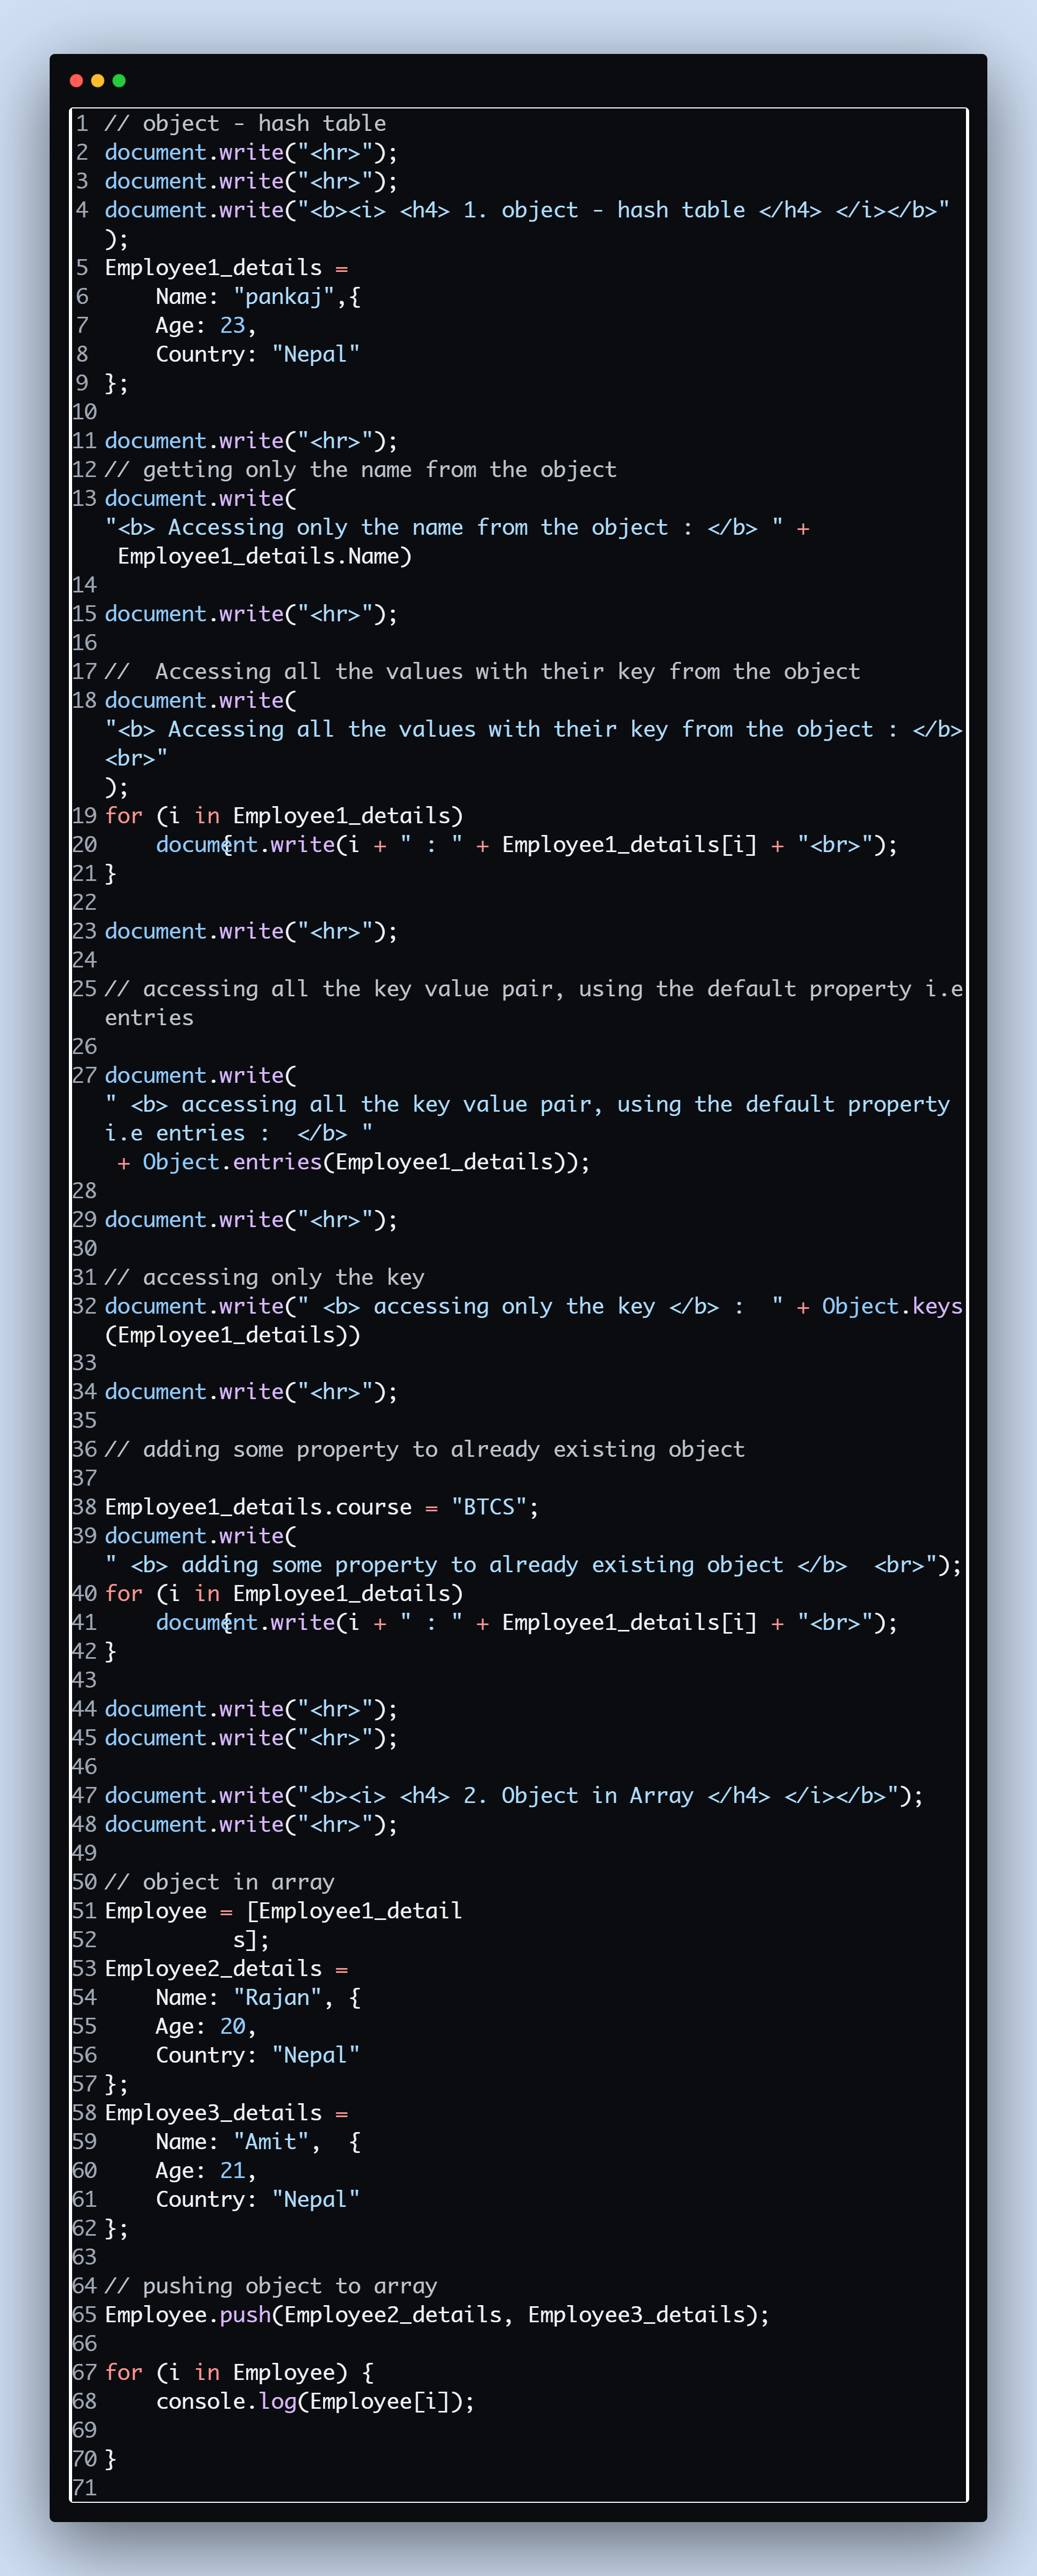 1 // object - hash table
2 document.write("<hr>");
3 document.write("<hr>");
4 document.write("<b><i> <h4> 1. object - hash table </h4> </i></b>"
);
5 Employee1_details =
6     Name: "pankaj",{
7     Age: 23,
8     Country: "Nepal"
9 };
10
11 document.write("<hr>");
12 // getting only the name from the object
13 document.write(
"<b> Accessing only the name from the object : </b> " +
 Employee1_details.Name)
14
15 document.write("<hr>");
16
17 //  Accessing all the values with their key from the object
18 document.write(
"<b> Accessing all the values with their key from the object : </b>
<br>"
);
19 for (i in Employee1_details)
20     document.write(i + " : " + Employee1_details[i] + "<br>"); {
21 }
22
23 document.write("<hr>");
24
25 // accessing all the key value pair, using the default property i.e
entries
26
27 document.write(
" <b> accessing all the key value pair, using the default property
i.e entries :  </b> "
 + Object.entries(Employee1_details));
28
29 document.write("<hr>");
30
31 // accessing only the key
32 document.write(" <b> accessing only the key </b> :  " + Object.keys
(Employee1_details))
33
34 document.write("<hr>");
35
36 // adding some property to already existing object
37
38 Employee1_details.course = "BTCS";
39 document.write(
" <b> adding some property to already existing object </b>  <br>");
40 for (i in Employee1_details)
41     document.write(i + " : " + Employee1_details[i] + "<br>"); {
42 }
43
44 document.write("<hr>");
45 document.write("<hr>");
46
47 document.write("<b><i> <h4> 2. Object in Array </h4> </i></b>");
48 document.write("<hr>");
49
50 // object in array
51 Employee = [Employee1_detail
52           s];
53 Employee2_details =
54     Name: "Rajan", {
55     Age: 20,
56     Country: "Nepal"
57 };
58 Employee3_details =
59     Name: "Amit",  {
60     Age: 21,
61     Country: "Nepal"
62 };
63
64 // pushing object to array
65 Employee.push(Employee2_details, Employee3_details);
66
67 for (i in Employee) {
68     console.log(Employee[i]);
69
70 }
71